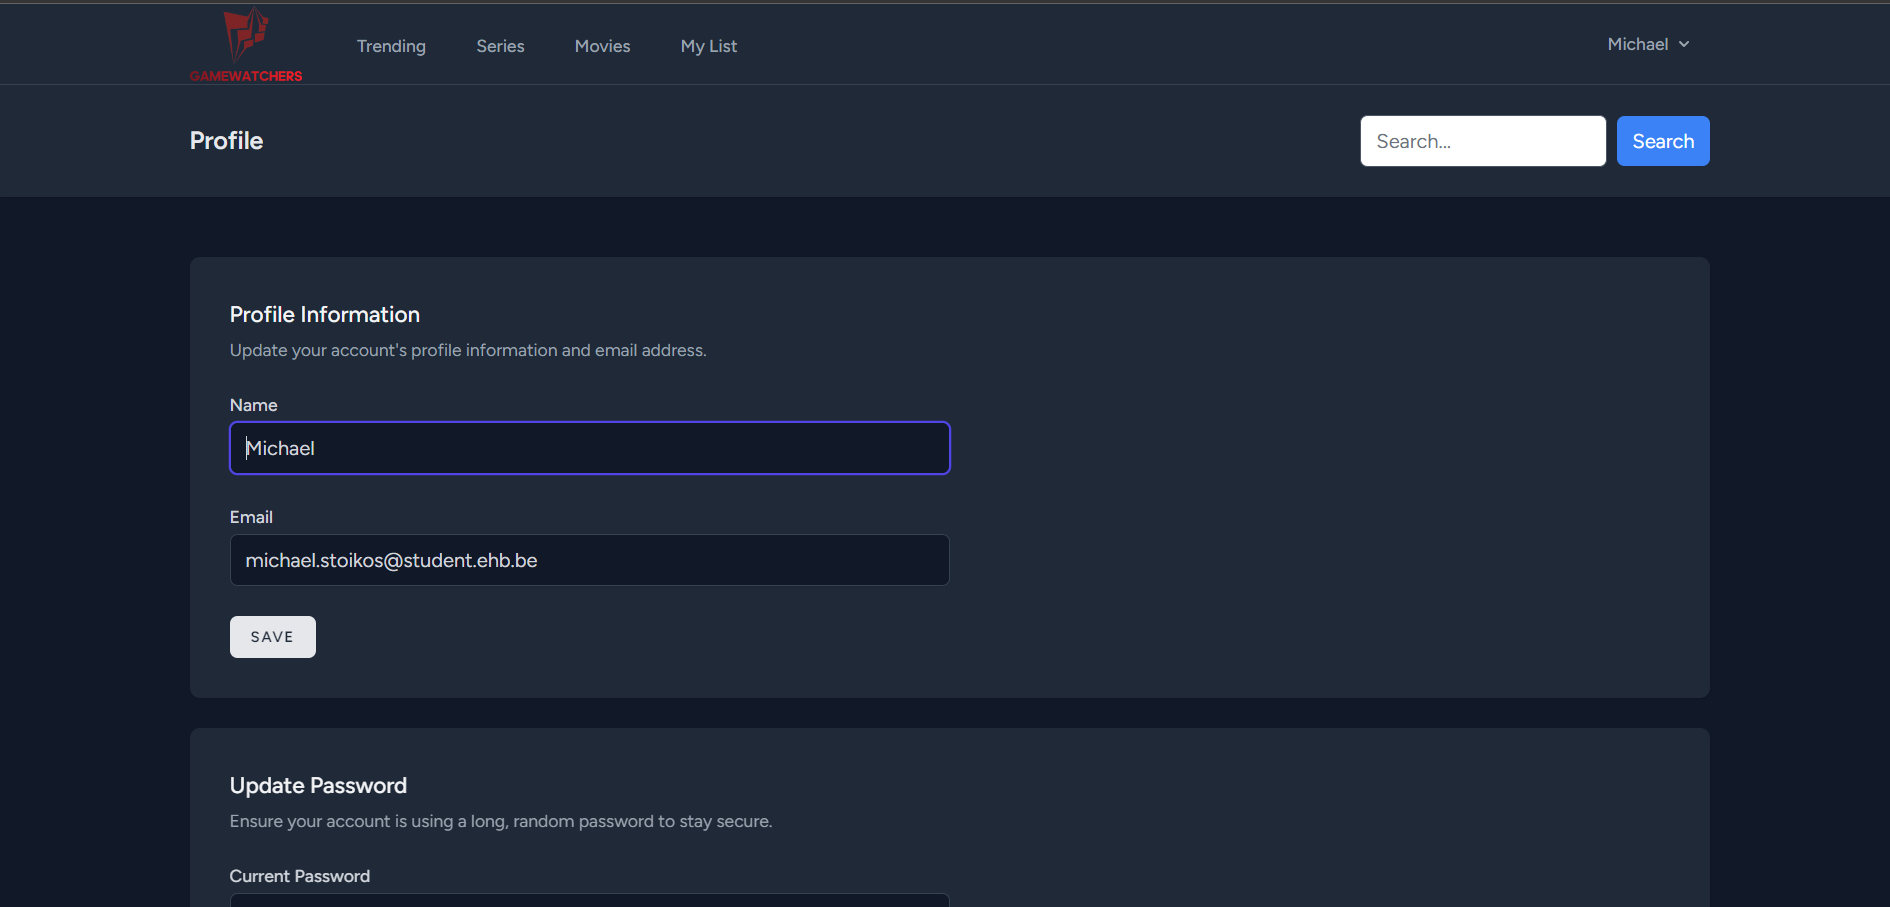 GAMEWATCHERS
Trending Series Movies My List Michael
Profile Search... Search
Profile Information
Update your account's profile information and email address.
Name
Michael
Email
michael.stoikos@student.ehb.be
SAVE
Update Password
Ensure your account is using a long, random password to stay secure.
Current Password